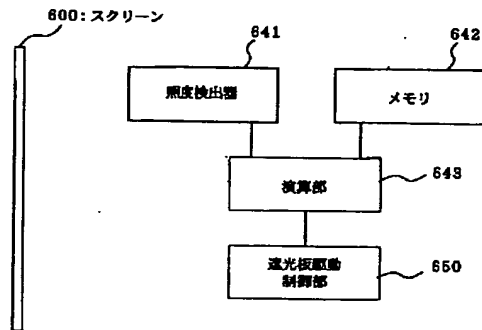 600:スクリーン
641
642
照度検出器
メモリ
演算部
643
遮光板駆動
制御部
650